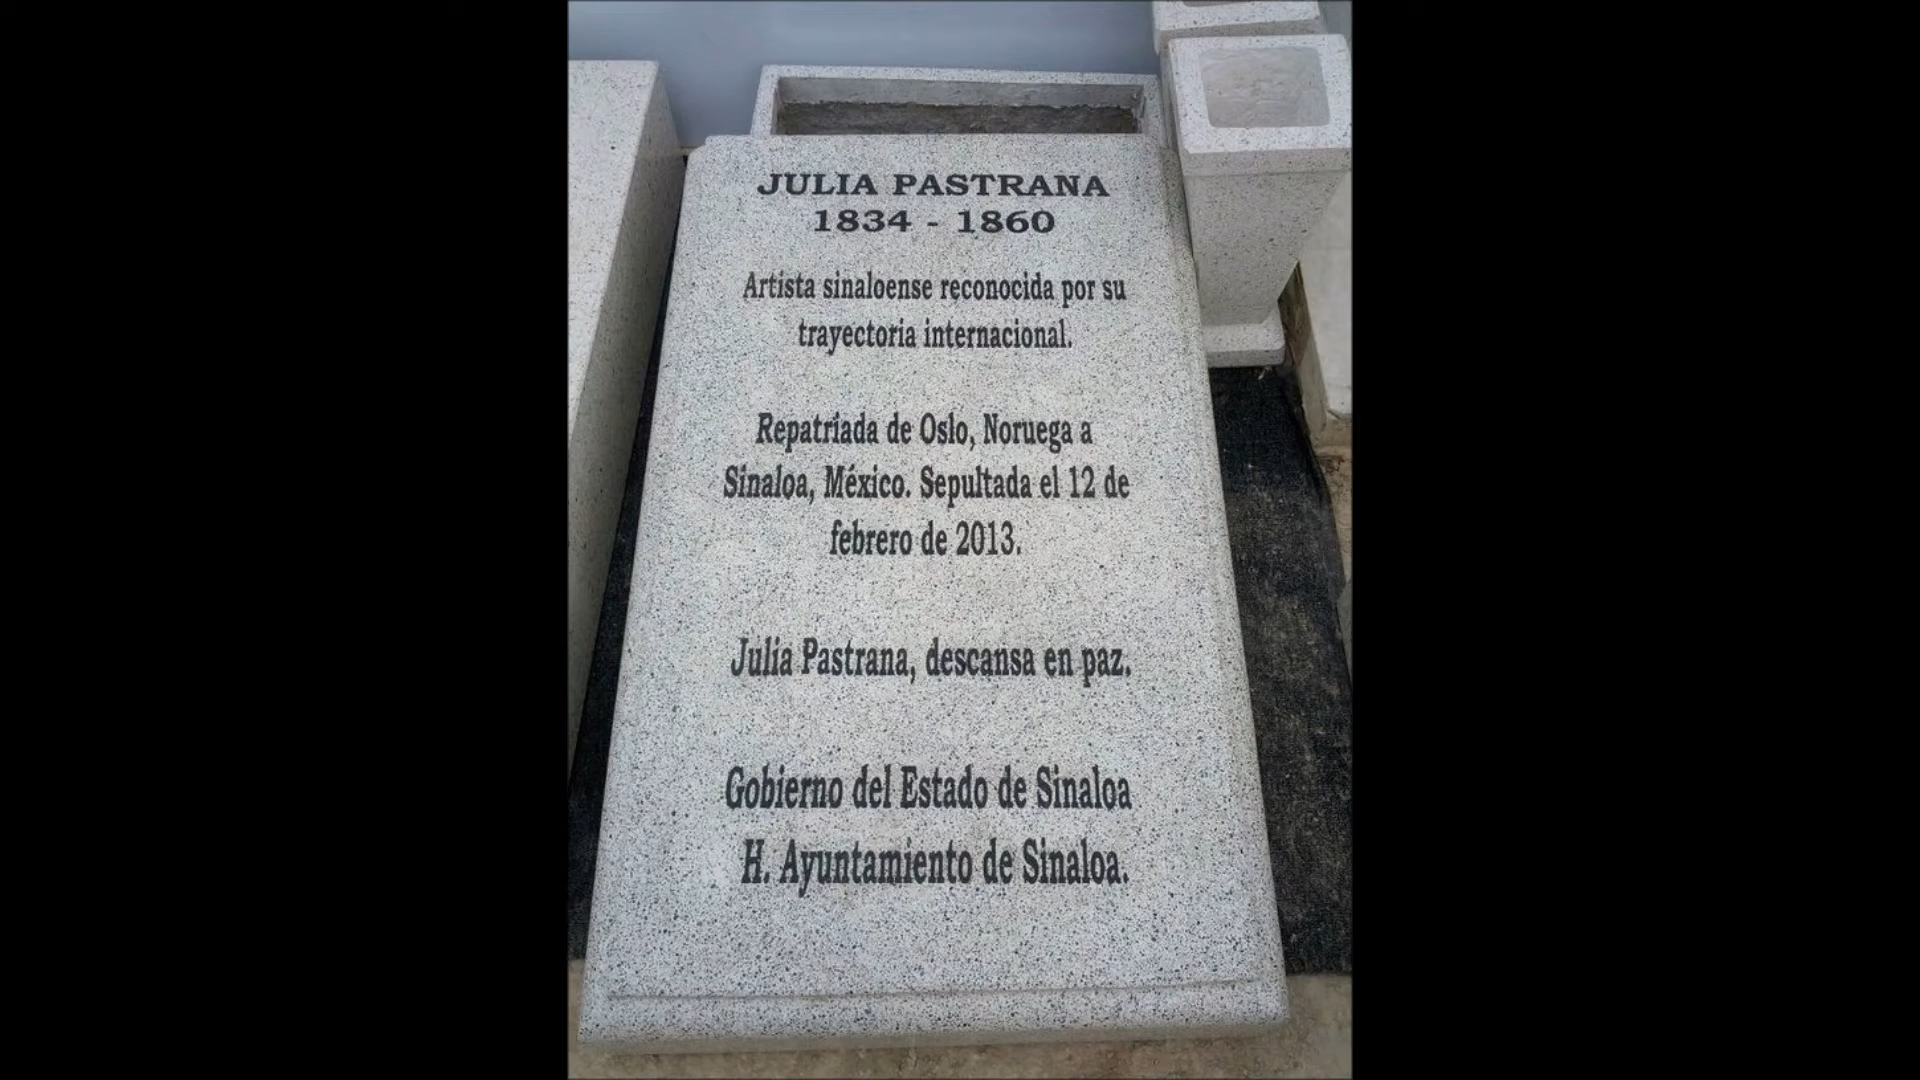 JULIA PASTRANA
1834 - 1860
Artista sinaloense reconocida por su
trayectoria internacional.
Repatriada de Oslo, Noruega a
Sinaloa, México. Sepultada el 12 de
febrero de 2013.
Julia Pastrana, descansa en paz.
Gobierno del Estado de Sinaloa
H. Ayuntamiento de Sinaloa.